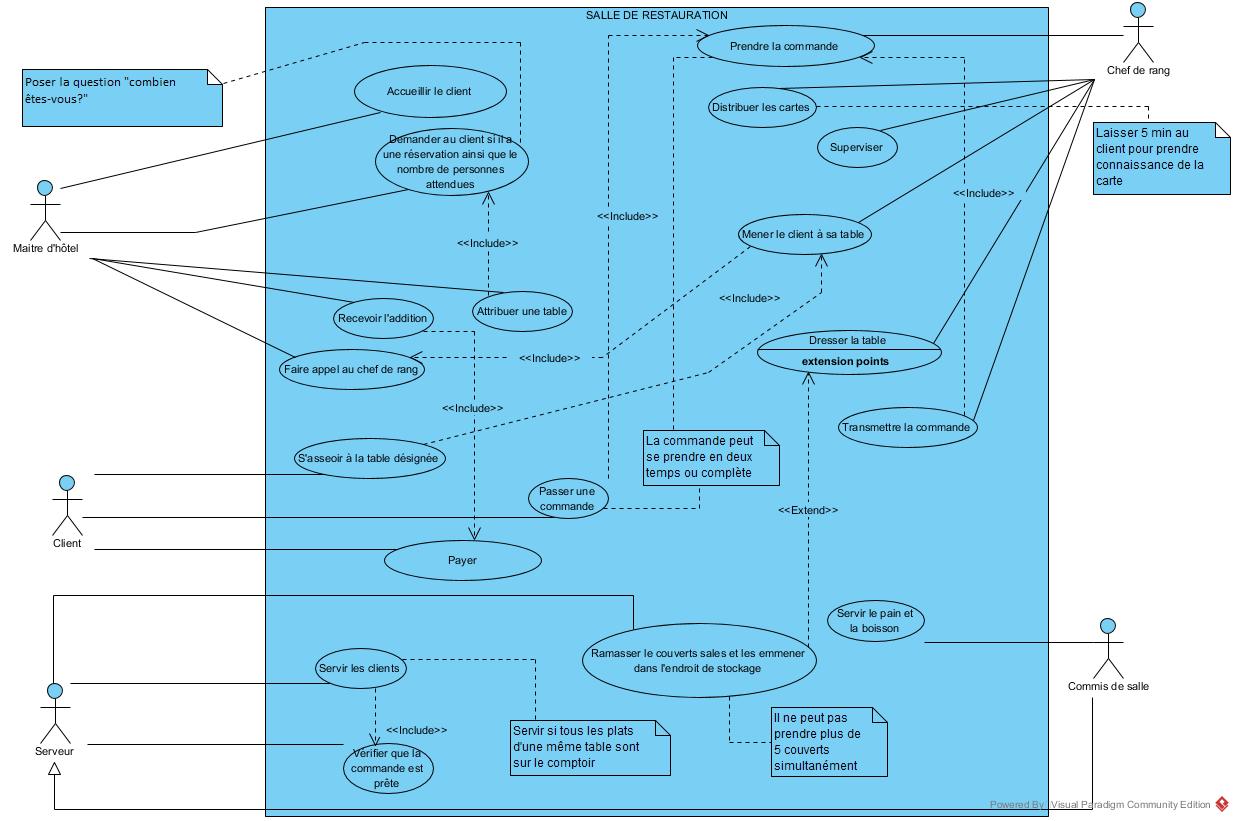 SALLE DE RESTAURATION
Prendre la commande
Chef de rang
Poser la question "combien
êtes-vous?"
Accueillir le client
Distribuer les cartes
Laisser 5 min au
client pour prendre
connaissance de la
carte
Demander au client si il a
une réservation ainsi que le
nombre de personnes
attendues
Superviser
<<Include>>
Maitre d'hôtel
<<Include>>
Mener le client à sa table
<<Include>>
<<Include>>
Recevoir l'addition
Attribuer une table
Dresser la table
extension points
<<Include>>
Faire appel au chef de rang
<<Include>>
Transmettre la commande
S'asseoir à la table désignée
La commande peut
se prendre en deux
temps ou complète
Passer une
commande
<<Extend>>
Client
Payer
Servir le pain et
la boisson
Ramasser le couverts sales et les emmener
dans l'endroit de stockage
Servir les clients
Commis de salle
<<Include>>
Serveur
Servir si tous les plats
d'une même table sont
sur le comptoir
Il ne peut pas
prendre plus de
5 couverts
simultanément
Vérifier que la
commande est
prête
Powered By Visual Paradigm Community Edition